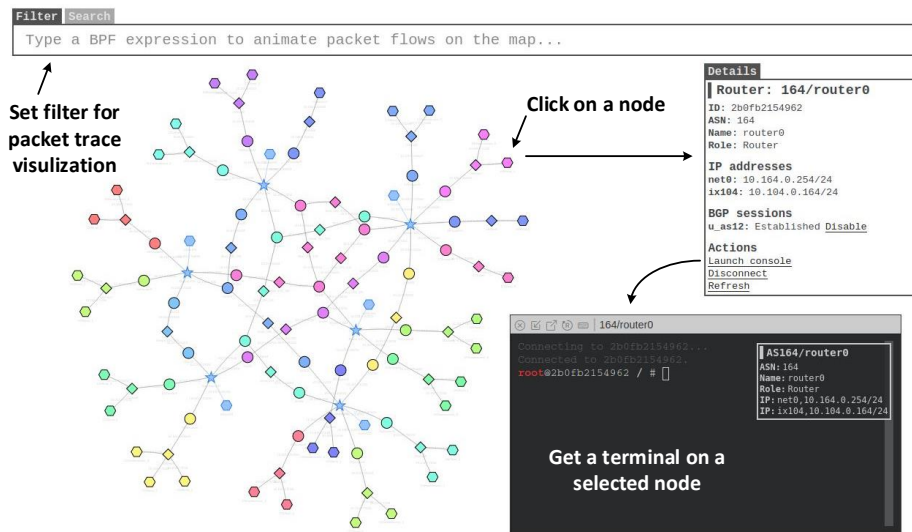 Filter Search
Type a BPF expression to animate packet flows on the map...
Set filter for
packet trace
visulization
Click on a node
Details
Router: 164/router0
ID: 2b0fb2154962
ASN: 164
Name: router0
Role: Router
IP addresses
net0: 10.164.0.254/24
ix104: 10.104.0.164/24
BGP sessions
u_as12: Established Disable
Actions
Launch console
Disconnect
Refresh
164/router0
Connecting to 2b0fb2154962...
Connected to 2b0fb2154962.
root@2b0fb2154962 / #
AS164/router0
ASN: 164
Name: router0
Role: Router
IP: net0,10.164.0.254/24
IP: ix104,10.104.0.164/24
Get a terminal on a
selected node